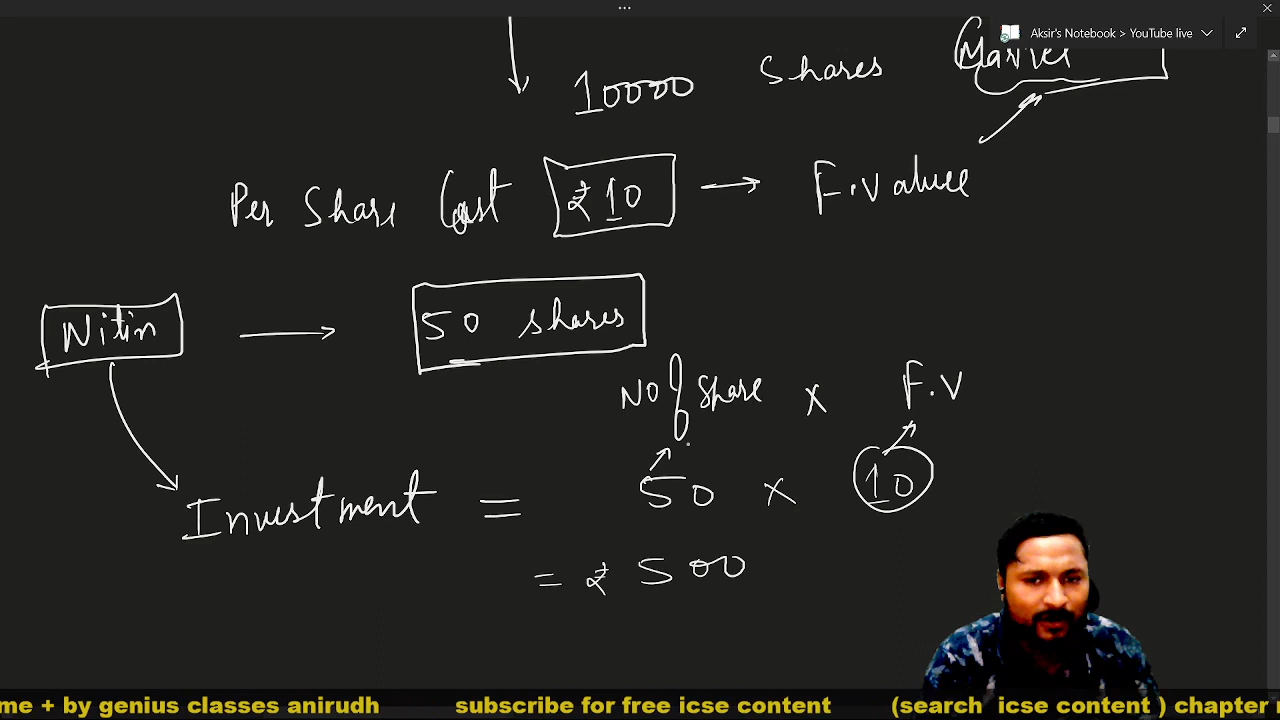 Aksir's Notebook > YouTube live
10000 Shares Market
Per Share Cost ₹10 → F.Value
Nitin → 50 shares
No of Share x F.V
Investment = 50 x 10
= ₹ 500
me + by genius classes anirudh subscribe for free icse content (search icse content ) chapter